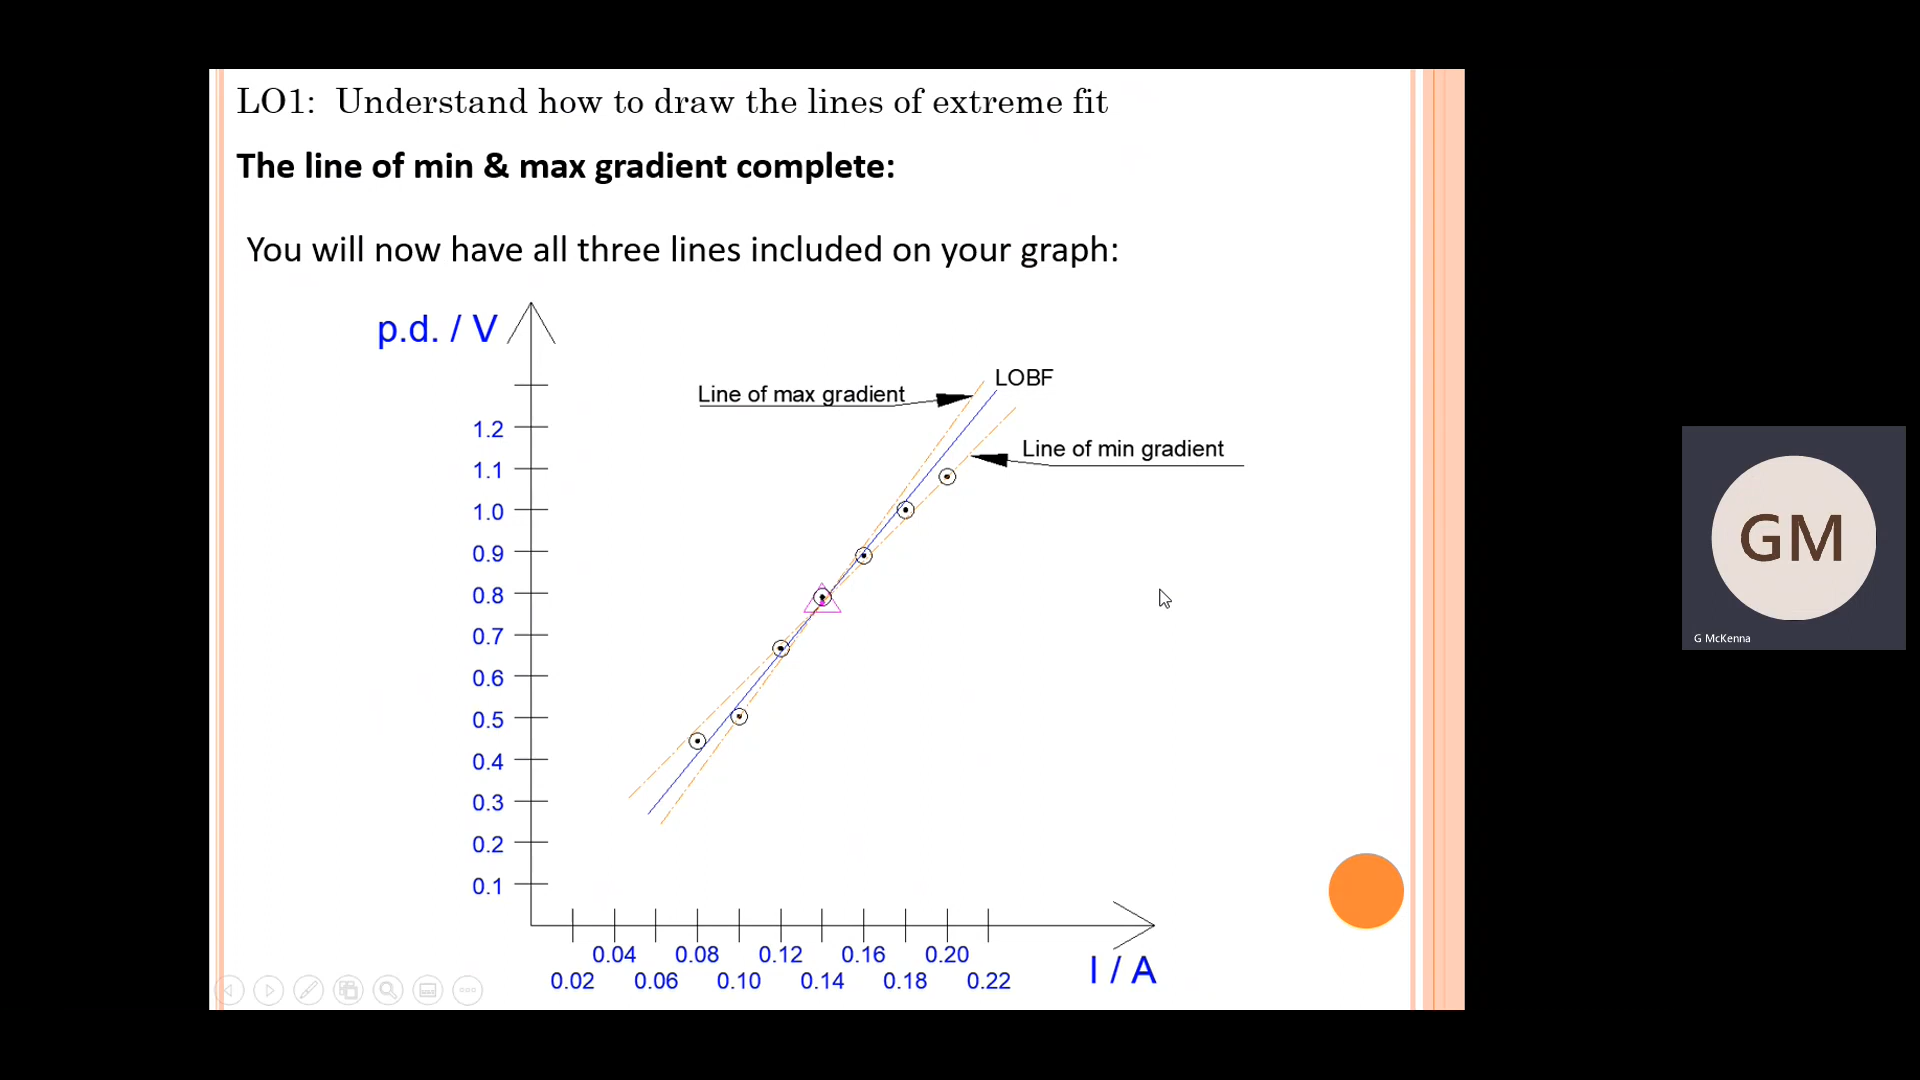 LO1: Understand how to draw the lines of extreme fit
The line of min & max gradient complete:
You will now have all three lines included on your graph:
p.d. / V
LOBF
Line of max gradient
Line of min gradient
1.2
1.1
1.0
0.9
0.8
0.7
0.6
0.5
0.4
0.3
0.2
0.1
0.04 0.08 0.12 0.16 0.20
0.02 0.06 0.10 0.14 0.18 0.22
I / A
GM
G McKenna